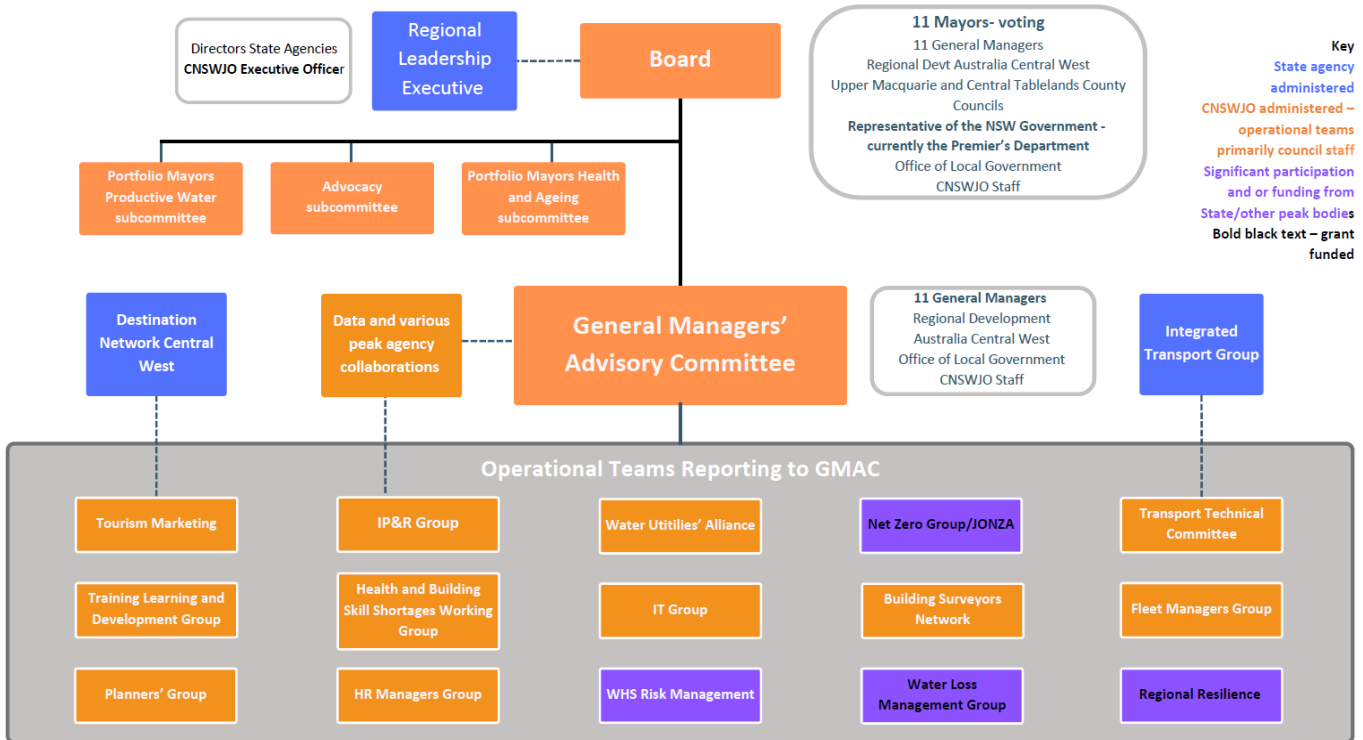 Directors State Agencies
CNSWJO Executive Officer
Regional
Leadership
Executive
Board
11 Mayors- voting
11 General Managers
Regional Devt Australia Central West
Upper Macquarie and Central Tablelands County
Councils
Representative of the NSW Government -
currently the Premier's Department
Office of Local Government
CNSWJO Staff
Key
State agency
administered
CNSWJO administered –
operational teams
primarily council staff
Significant participation
and or funding from
State/other peak bodies
Bold black text – grant
funded
Portfolio Mayors
Productive Water
subcommittee
Advocacy
subcommittee
Portfolio Mayors Health
and Ageing
subcommittee
Destination
Network Central
West
Data and various
peak agency
collaborations
General Managers'
Advisory Committee
11 General Managers
Regional Development
Australia Central West
Office of Local Government
CNSWJO Staff
Integrated
Transport Group
Operational Teams Reporting to GMAC
Tourism Marketing
IP&R Group
Water Utitilies' Alliance
Net Zero Group/JONZA
Transport Technical
Committee
Training Learning and
Development Group
Health and Building
Skill Shortages Working
Group
IT Group
Building Surveyors
Network
Fleet Managers Group
Planners' Group
HR Managers Group
WHS Risk Management
Water Loss
Management Group
Regional Resilience